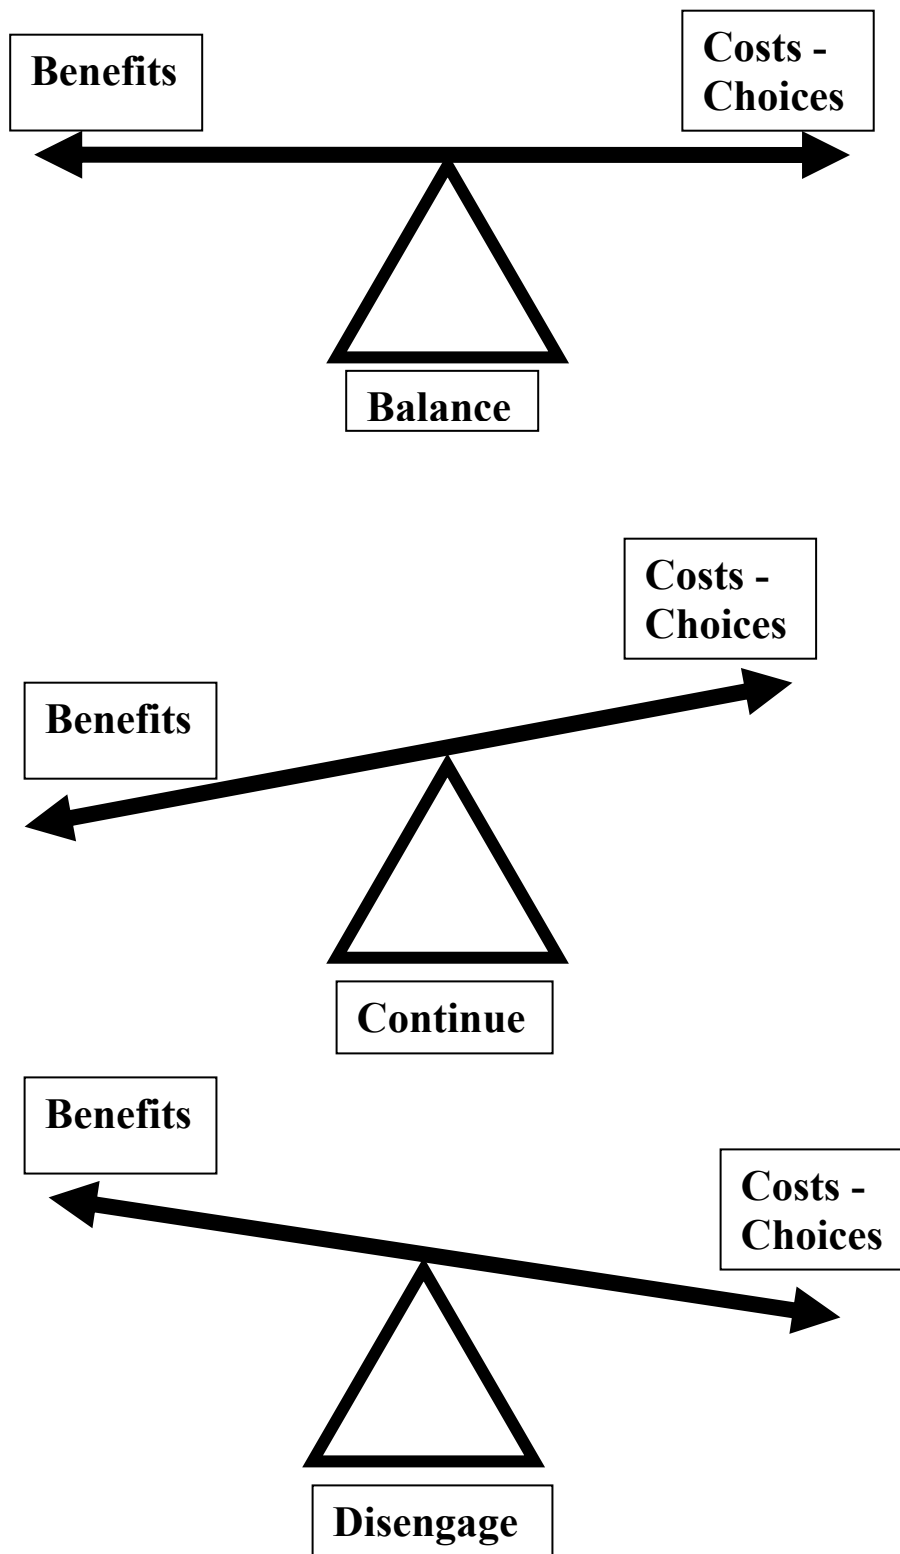 Benefits
Costs -
Choices
Balance
Costs -
Choices
Benefits
Continue
Benefits
Costs -
Choices
Disengage